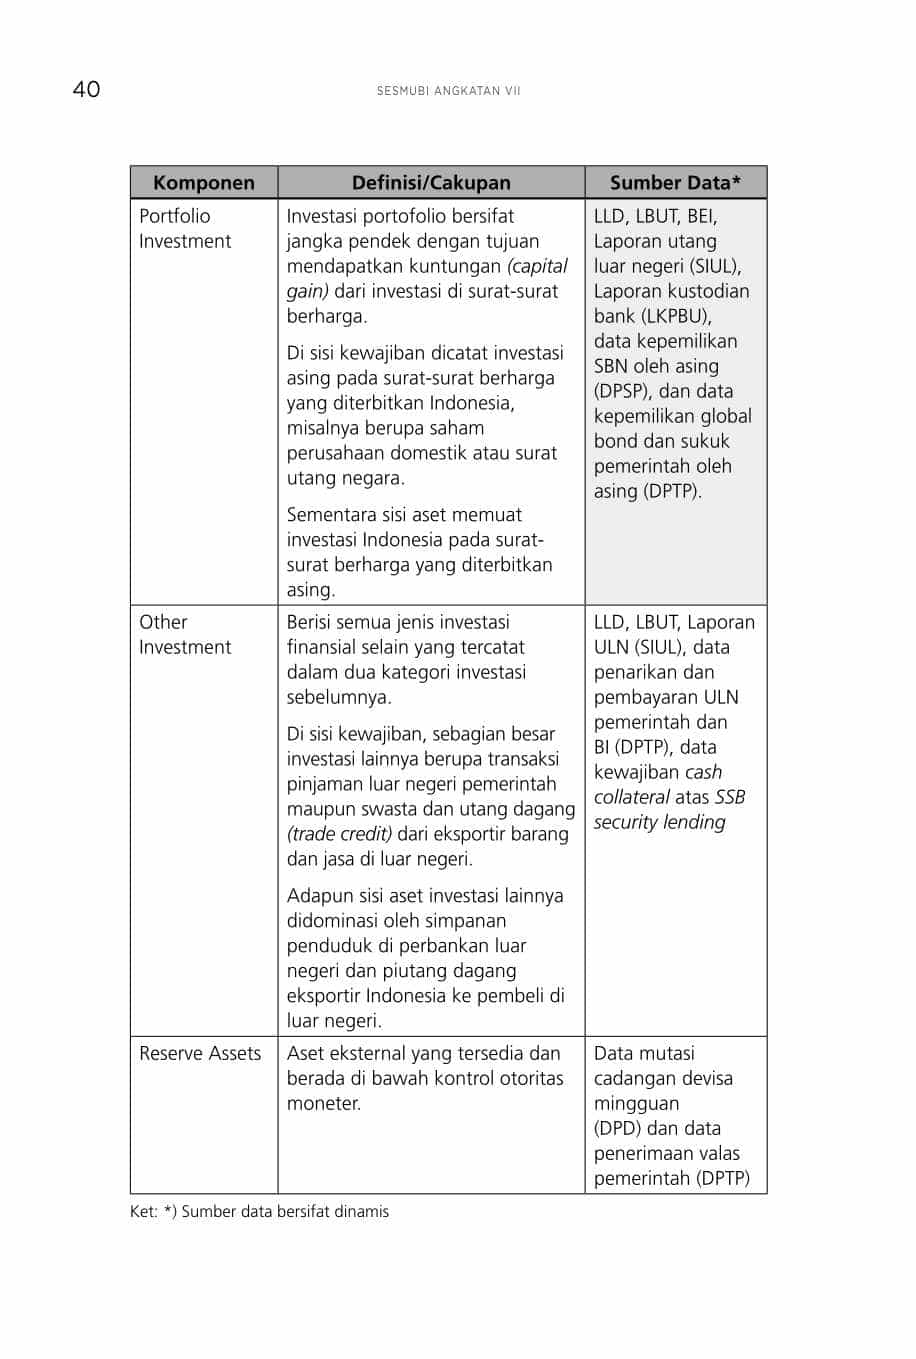 40
SESMUBI ANGKATAN VII
Komponen
Definisi/Cakupan
Sumber Data*
Portfolio
Investment
Investasi portofolio bersifat
jangka pendek dengan tujuan
mendapatkan kuntungan (capital
gain) dari investasi di surat-surat
berharga.
Di sisi kewajiban dicatat investasi
asing pada surat-surat berharga
yang diterbitkan Indonesia,
misalnya berupa saham
perusahaan domestik atau surat
utang negara.
Sementara sisi aset memuat
investasi Indonesia pada surat-
surat berharga yang diterbitkan
asing.
LLD, LBUT, BEI,
Laporan utang
luar negeri (SIUL),
Laporan kustodian
bank (LKPBU),
data kepemilikan
SBN oleh asing
(DPSP), dan data
kepemilikan global
bond dan sukuk
pemerintah oleh
asing (DPTP).
Other
Investment
Berisi semua jenis investasi
finansial selain yang tercatat
dalam dua kategori investasi
sebelumnya.
Di sisi kewajiban, sebagian besar
investasi lainnya berupa transaksi
pinjaman luar negeri pemerintah
maupun swasta dan utang dagang
(trade credit) dari eksportir barang
dan jasa di luar negeri.
Adapun sisi aset investasi lainnya
didominasi oleh simpanan
penduduk di perbankan luar
negeri dan piutang dagang
eksportir Indonesia ke pembeli di
luar negeri.
LLD, LBUT, Laporan
ULN (SIUL), data
penarikan dan
pembayaran ULN
pemerintah dan
BI (DPTP), data
kewajiban cash
collateral atas SSB
security lending
Reserve Assets
Aset eksternal yang tersedia dan
berada di bawah kontrol otoritas
moneter.
Data mutasi
cadangan devisa
mingguan
(DPD) dan data
penerimaan valas
pemerintah (DPTP)
Ket: *) Sumber data bersifat dinamis